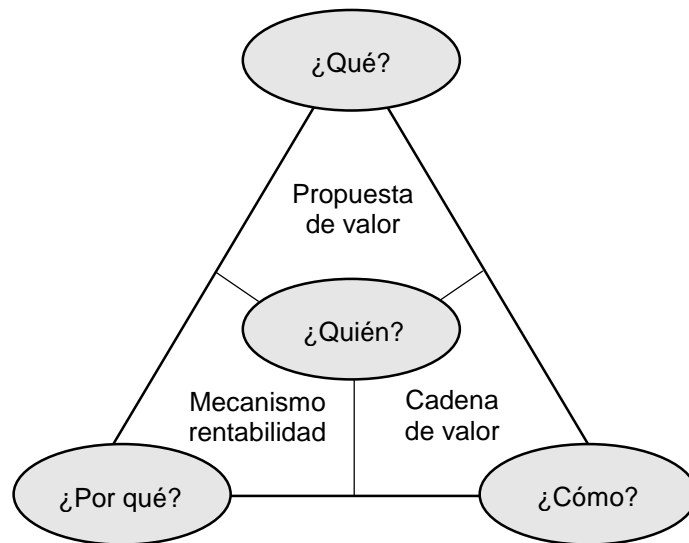 ¿Qué?
Propuesta
de valor
¿Quién?
Mecanismo
rentabilidad
Cadena
de valor
¿Por qué?
¿Cómo?